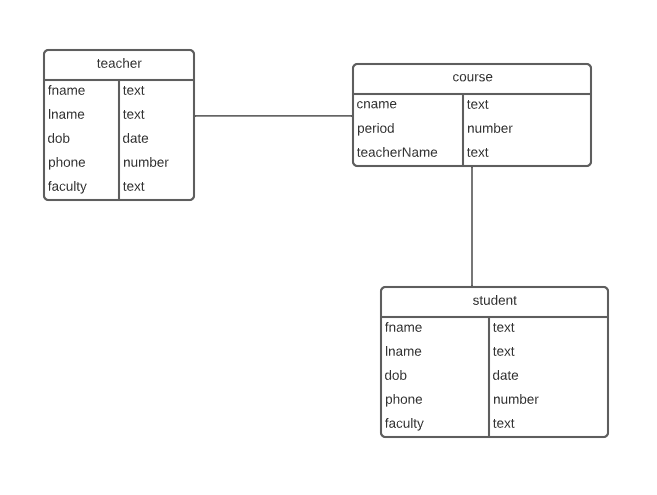 teacher
fname text
lname text
dob date
phone number
faculty text
course
cname text
period number
teacherName text
student
fname text
lname text
dob date
phone number
faculty text